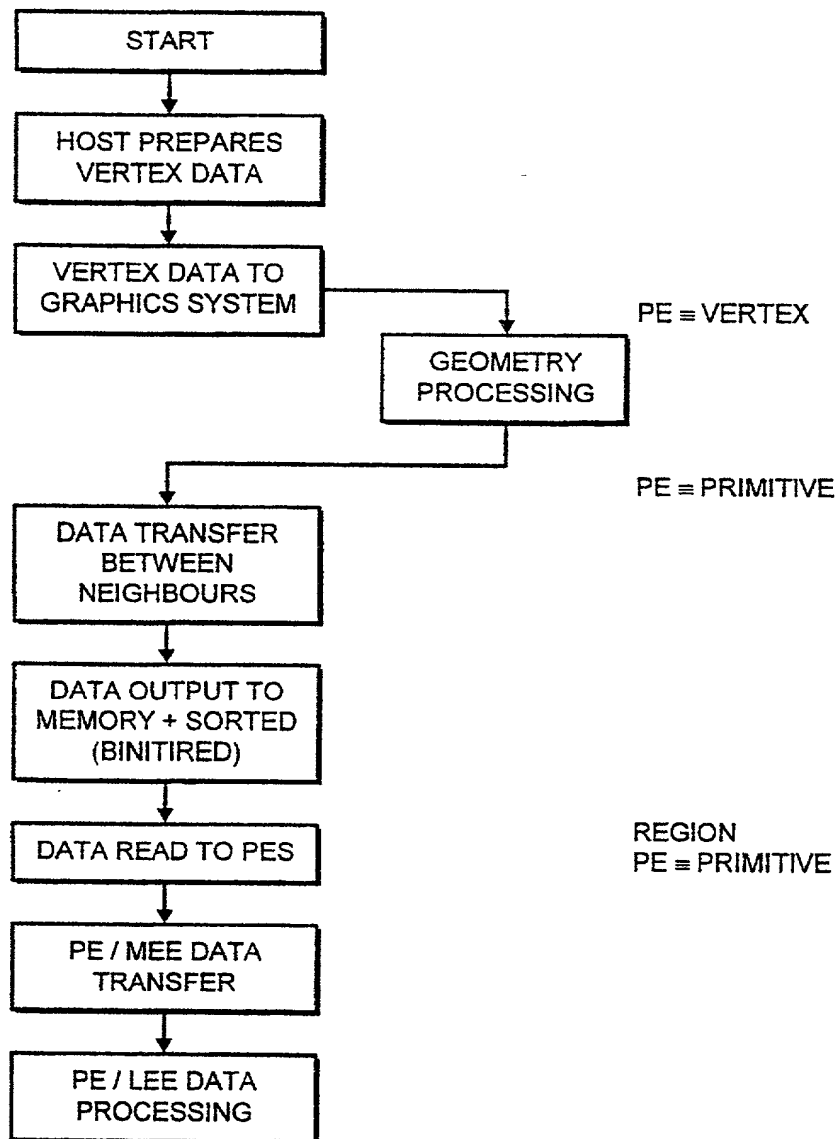 START
HOST PREPARES
VERTEX DATA
VERTEX DATA TO
GRAPHICS SYSTEM
PE ≡ VERTEX
GEOMETRY
PROCESSING
PE ≡ PRIMITIVE
DATA TRANSFER
BETWEEN
NEIGHBOURS
DATA OUTPUT TO
MEMORY + SORTED
(BINITIRED)
DATA READ TO PES
REGION
PE ≡ PRIMITIVE
PE / MEE DATA
TRANSFER
PE / LEE DATA
PROCESSING